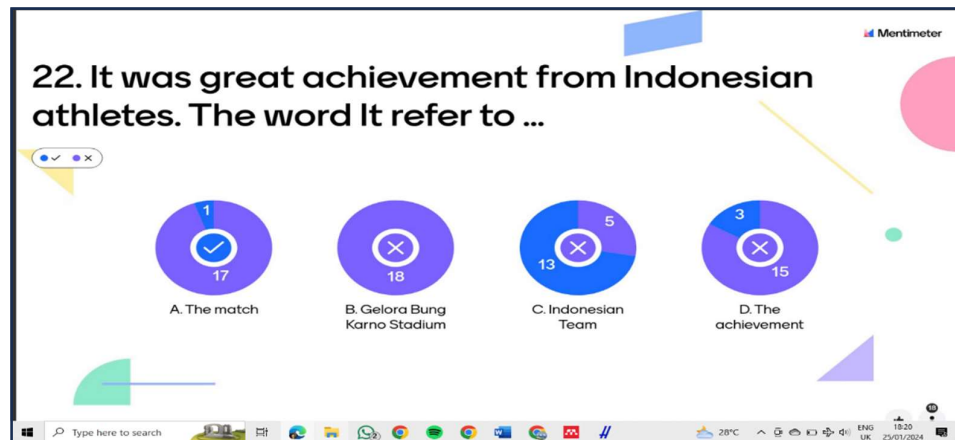 Mentimeter
22. It was great achievement from Indonesian
athletes. The word It refer to ...
1
17
18
5
13
3
15
A. The match
B. Gelora Bung
Karno Stadium
C. Indonesian
Team
D. The
achievement
18
Type here to search
28°C
ENG
UK
18:20
25/01/2024